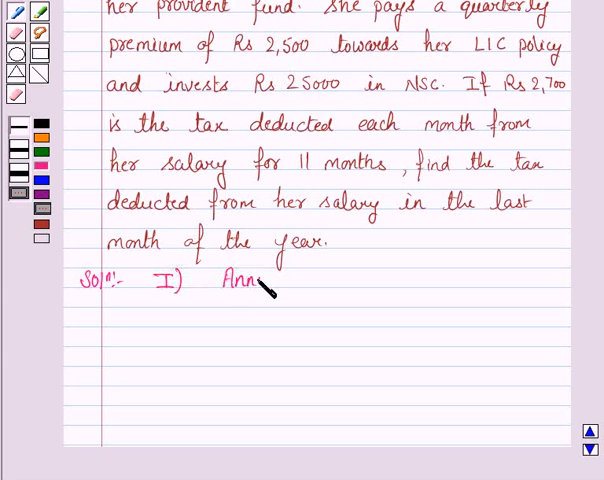 her provident fund. She pays a quarterly
premium of Rs 2,500 towards her LIC policy
and invests Rs 25000 in NSC. If Rs 2,700
is the tax deducted each month from
her salary for 11 months, find the tax
deducted from her salary in the last
month of the year.
Soln:- I) Ann